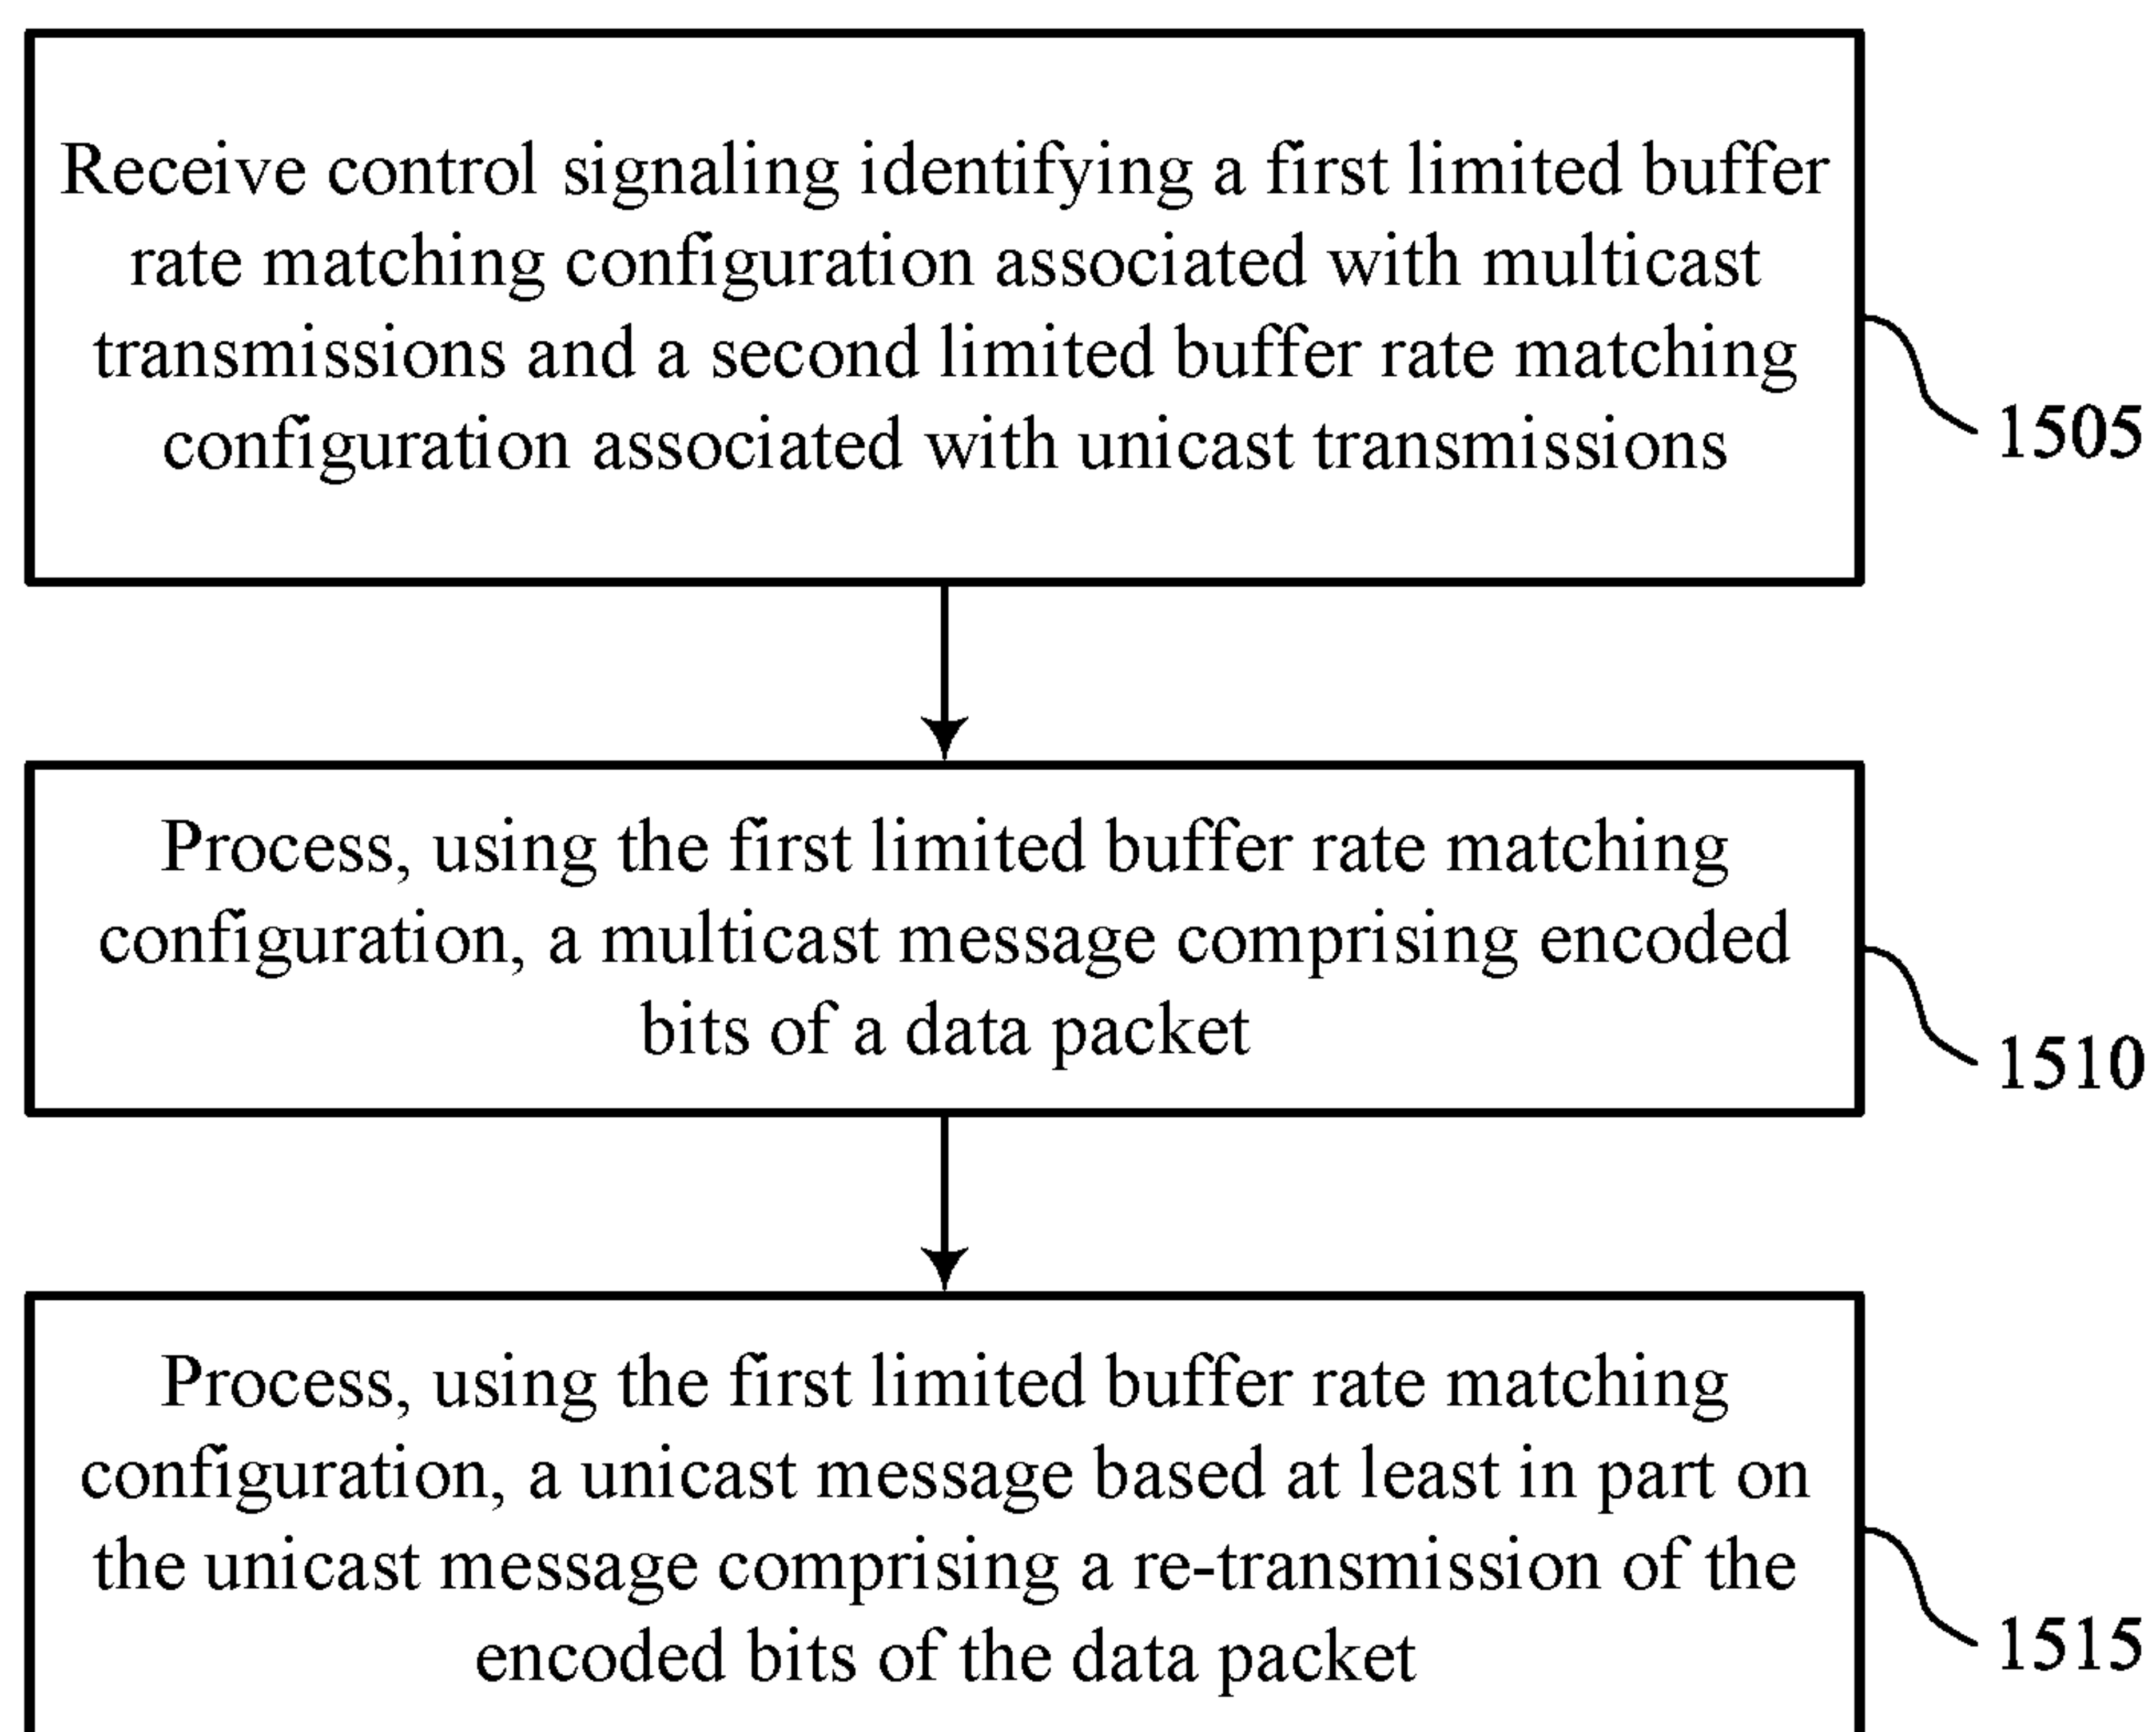 Receive control signaling identifying a first limited buffer
rate matching configuration associated with multicast
transmissions and a second limited buffer rate matching
configuration associated with unicast transmissions
1505
Process, using the first limited buffer rate matching
configuration, a multicast message comprising encoded
bits of a data packet
1510
Process, using the first limited buffer rate matching
configuration, a unicast message based at least in part on
the unicast message comprising a re-transmission of the
encoded bits of the data packet
1515